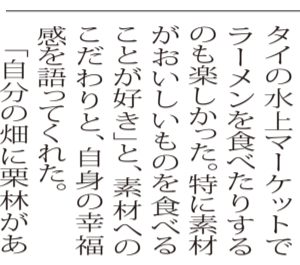 タイの水上マーケットで
ラーメンを食べたりする
のも楽しかった。特に素材
がおいしいものを食べる
ことが好き」と、素材への
こだわりと、自身の幸福
感を語ってくれた。
「自分の畑に栗林があ